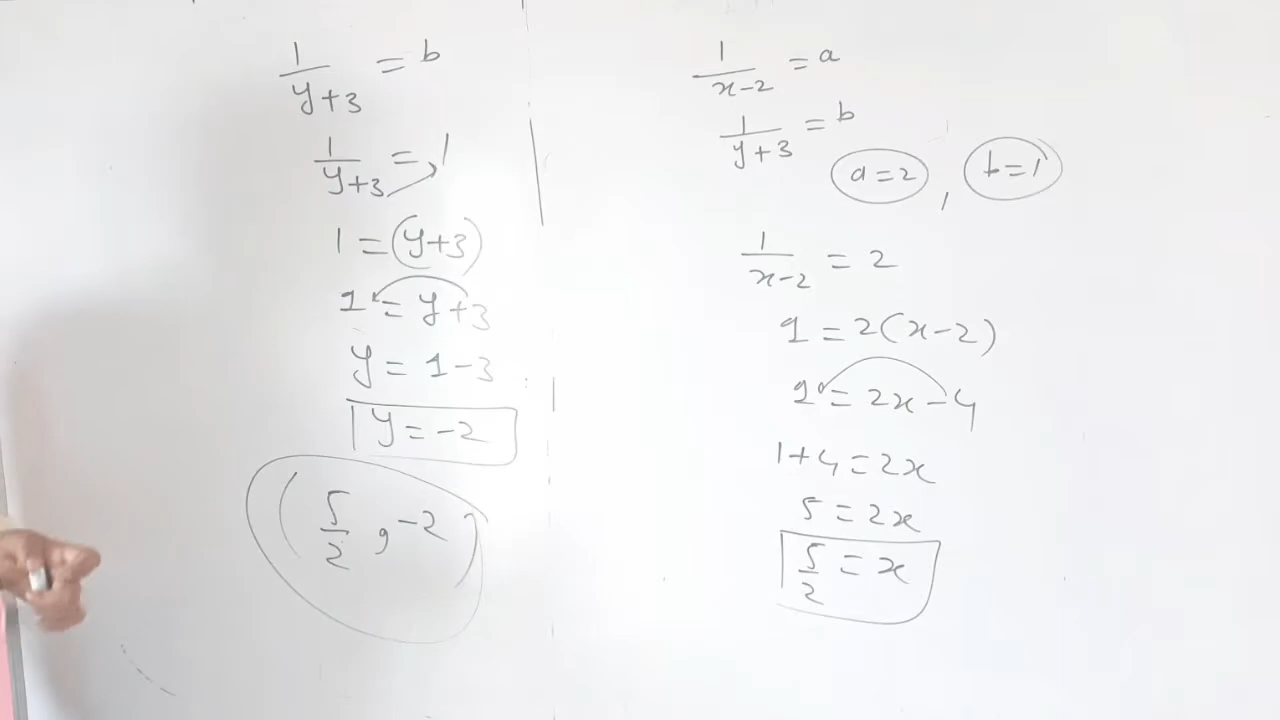 1/(y+3) = b
1/(y+3) = 1
1 = (y+3)
1 = y+3
y = 1-3
y = -2
(5/2, -2)
1/(x-2) = a
1/(y+3) = b
a=2, b=1
1/(x-2) = 2
1 = 2(x-2)
1 = 2x-4
1+4 = 2x
5 = 2x
5/2 = x